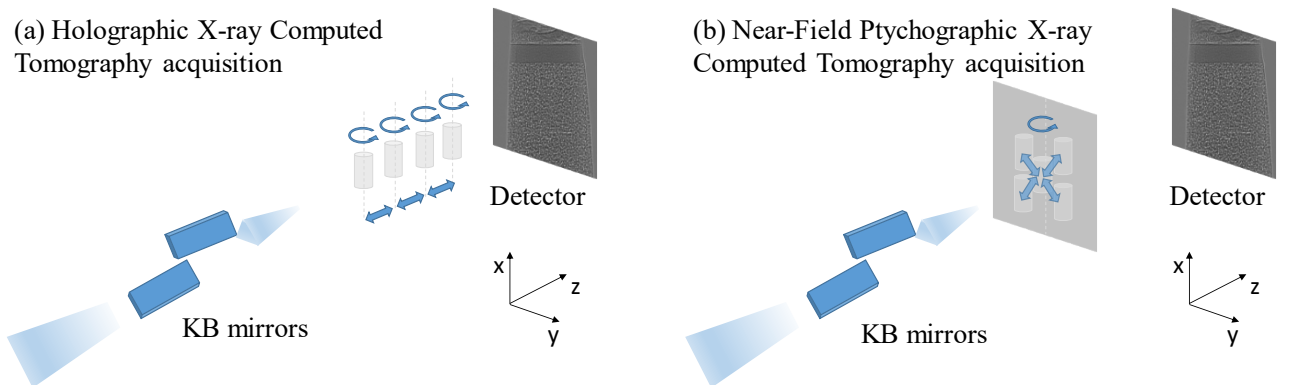 (a) Holographic X-ray Computed
Tomography acquisition
Detector
KB mirrors
x
z
y
(b) Near-Field Ptychographic X-ray
Computed Tomography acquisition
Detector
KB mirrors
x
z
y